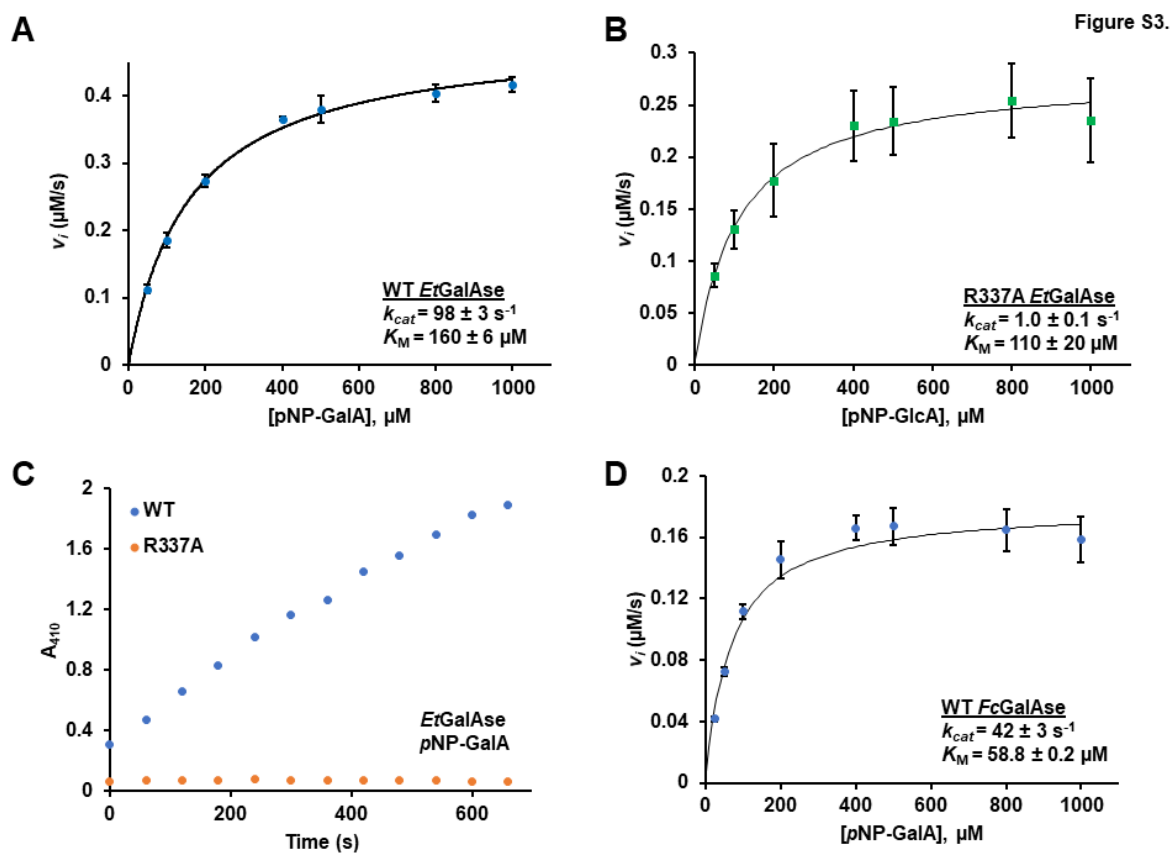 Figure S3.
A
0.4
0.3
0.2
0.1
0
vi (µM/s)
0 200 400 600 800 1000
[pNP-GalA], µM
WT EtGalAse
kcat = 98 ± 3 s-1
KM = 160 ± 6 µM
B
0.3
0.25
0.2
0.15
0.1
0.05
0
vi (µM/s)
0 200 400 600 800 1000
[pNP-GlcA], µM
R337A EtGalAse
kcat = 1.0 ± 0.1 s-1
KM = 110 ± 20 µM
C
2
1.6
1.2
0.8
0.4
0
A410
WT
R337A
EtGalAse
pNP-GalA
0 200 400 600
Time (s)
D
0.2
0.16
0.12
0.08
0.04
0
vi (µM/s)
0 200 400 600 800 1000
[pNP-GalA], µM
WT FcGalAse
kcat = 42 ± 3 s-1
KM = 58.8 ± 0.2 µM